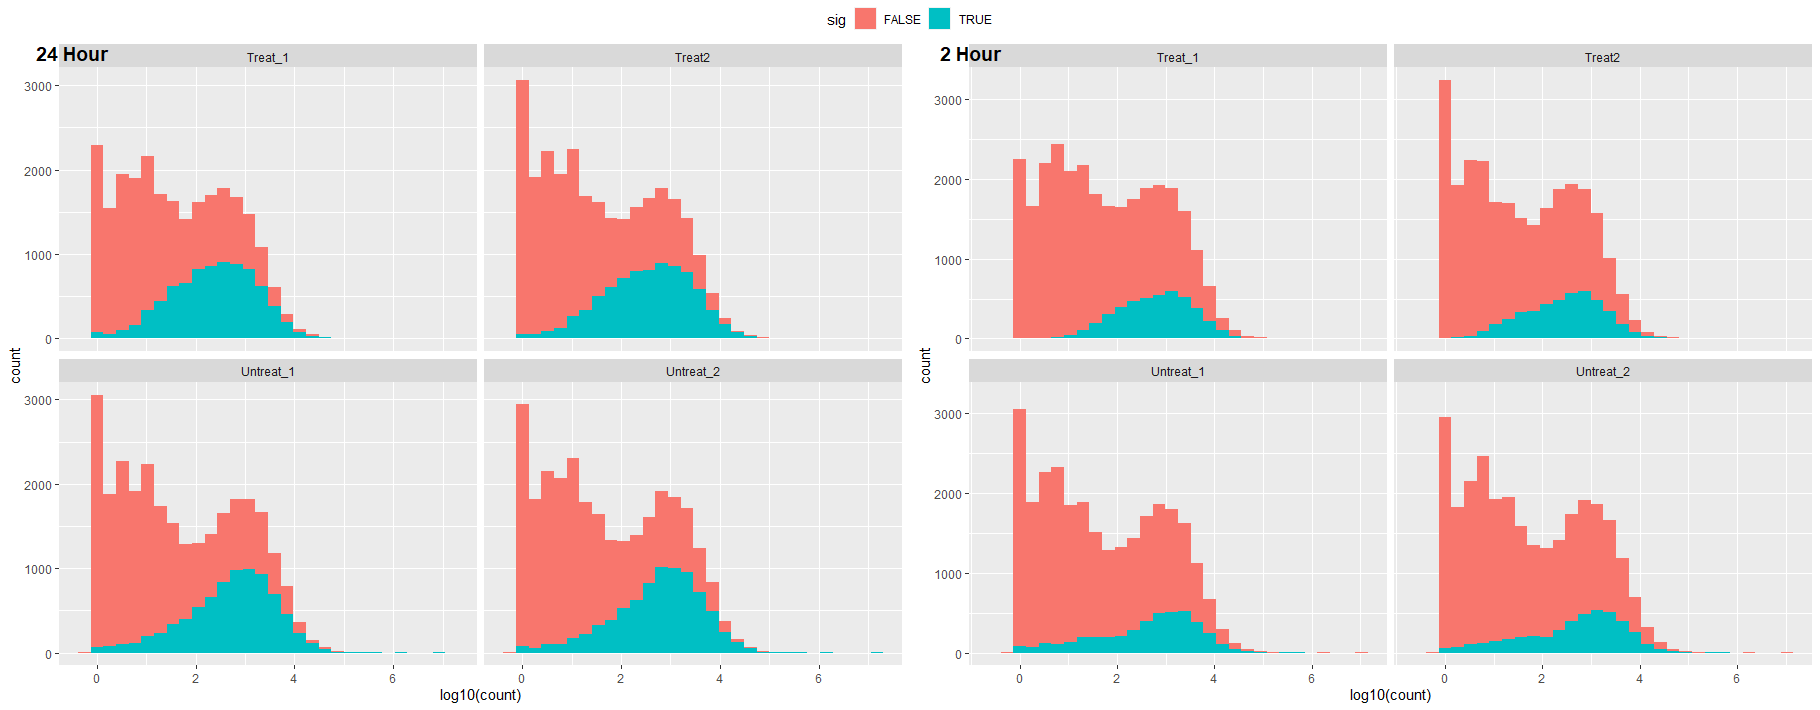 sig FALSE TRUE
24 Hour
Treat_1 Treat2
3000
2000
1000
0
Untreat_1 Untreat_2
3000
2000
1000
0
0 2 4 6 0 2 4 6
count
log10(count)
2 Hour
Treat_1 Treat2
3000
2000
1000
0
Untreat_1 Untreat_2
3000
2000
1000
0
0 2 4 6 0 2 4 6
count
log10(count)